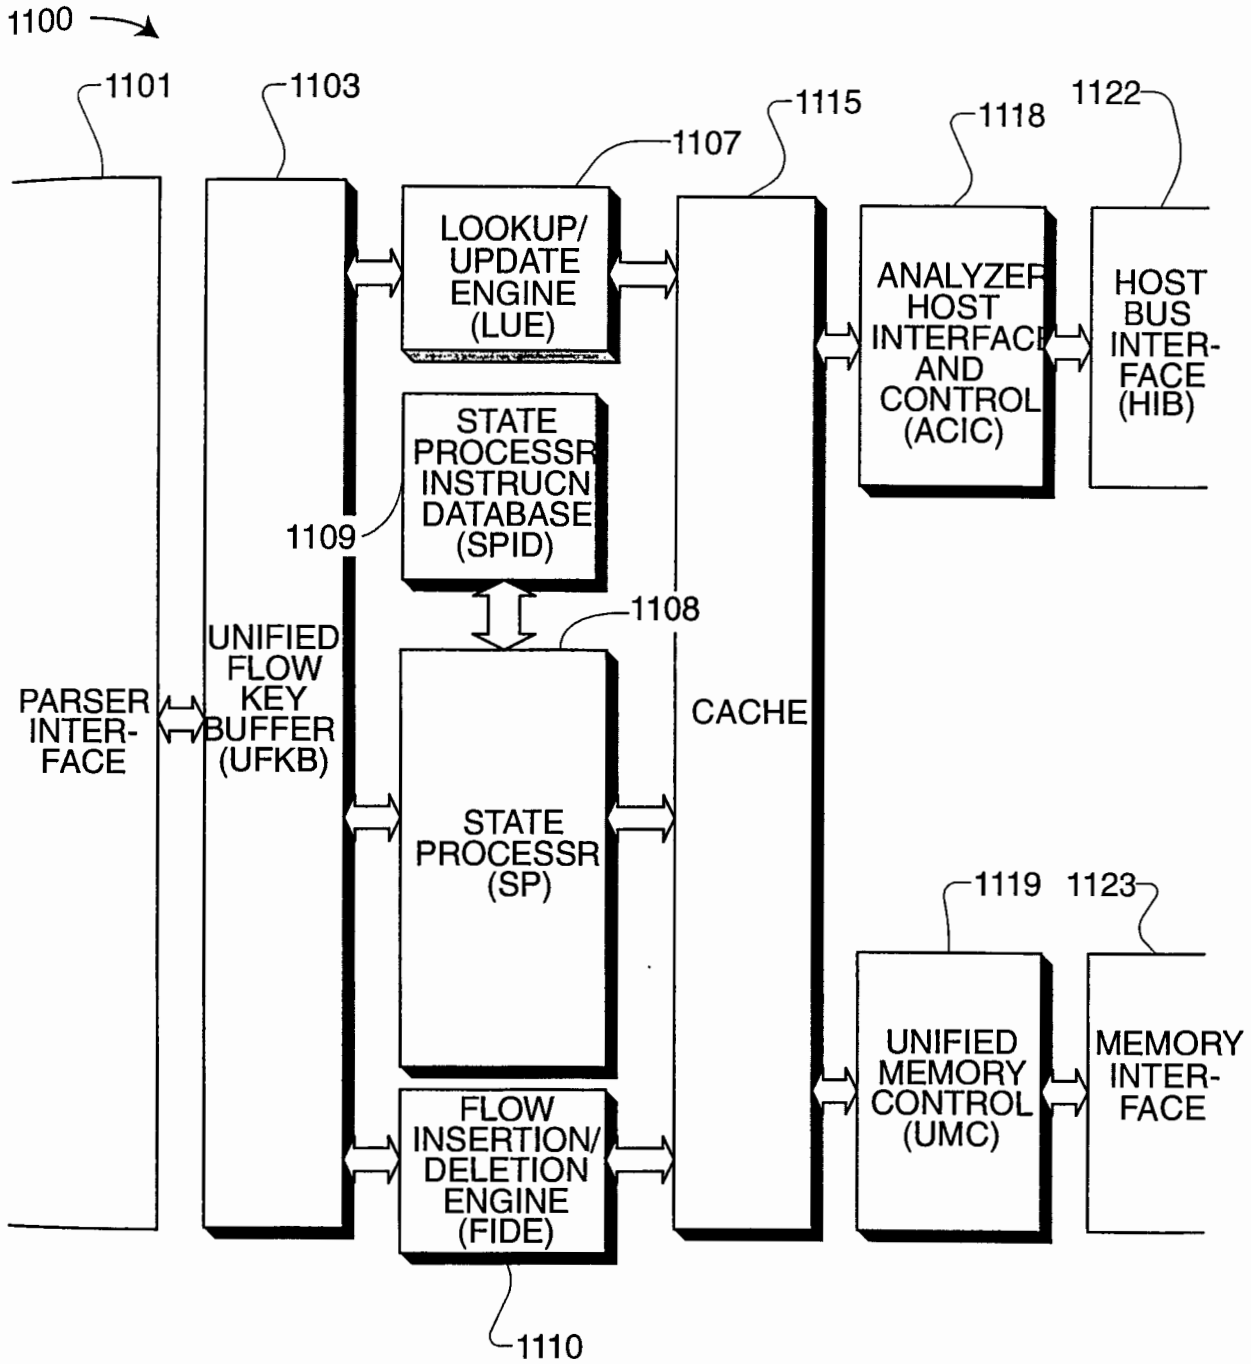 1100
1101
1103
1107
1115
1118
1122
LOOKUP/
UPDATE
ENGINE
(LUE)
ANALYZER
HOST
INTERFACE
AND
CONTROL
(ACIC)
HOST
BUS
INTER-
FACE
(HIB)
STATE
PROCESSR
INSTRUCN
DATABASE
(SPID)
1109
1108
UNIFIED
FLOW
KEY
BUFFER
(UFKB)
PARSER
INTER-
FACE
CACHE
STATE
PROCESSR
(SP)
1119
1123
UNIFIED
MEMORY
CONTROL
(UMC)
MEMORY
INTER-
FACE
FLOW
INSERTION/
DELETION
ENGINE
(FIDE)
1110